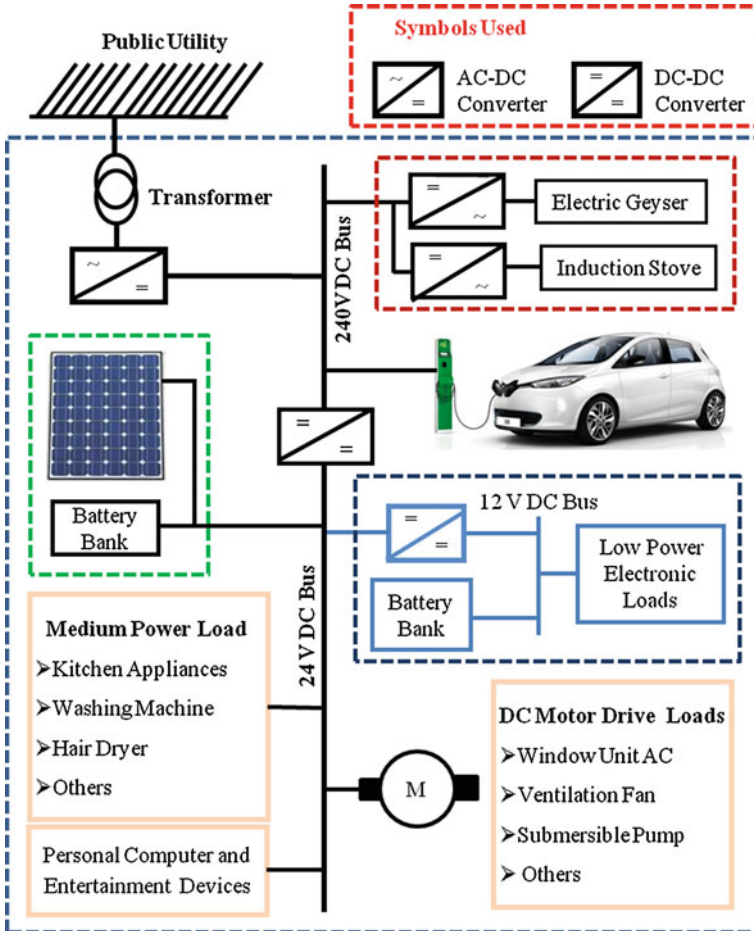 Public Utility
Symbols Used
~
=
AC-DC
Converter
=
=
DC-DC
Converter
Transformer
~
=
240V DC Bus
=
~
Electric Geyser
=
~
Induction Stove
=
=
Battery
Bank
24 V DC Bus
=
=
12 V DC Bus
Low Power
Electronic
Loads
Battery
Bank
Medium Power Load
➢Kitchen Appliances
➢Washing Machine
➢Hair Dryer
➢Others
Personal Computer and
Entertainment Devices
M
DC Motor Drive Loads
➢Window Unit AC
➢Ventilation Fan
➢Submersible Pump
➢ Others